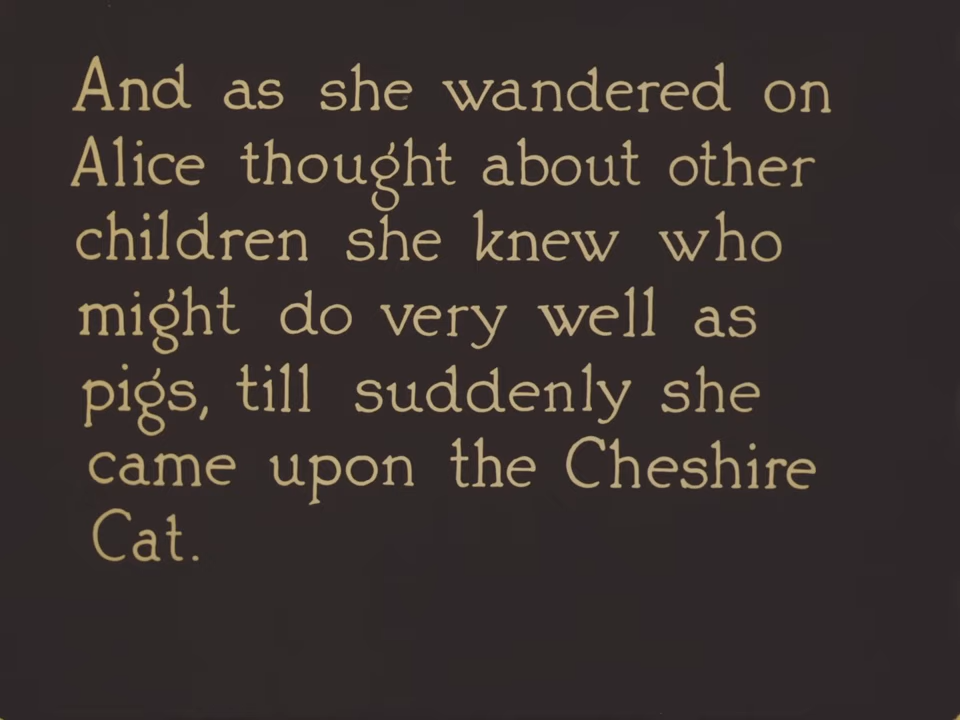 And as she wandered on
Alice thought about other
children she knew who
might do very well as
pigs, till suddenly she
came upon the Cheshire
Cat.